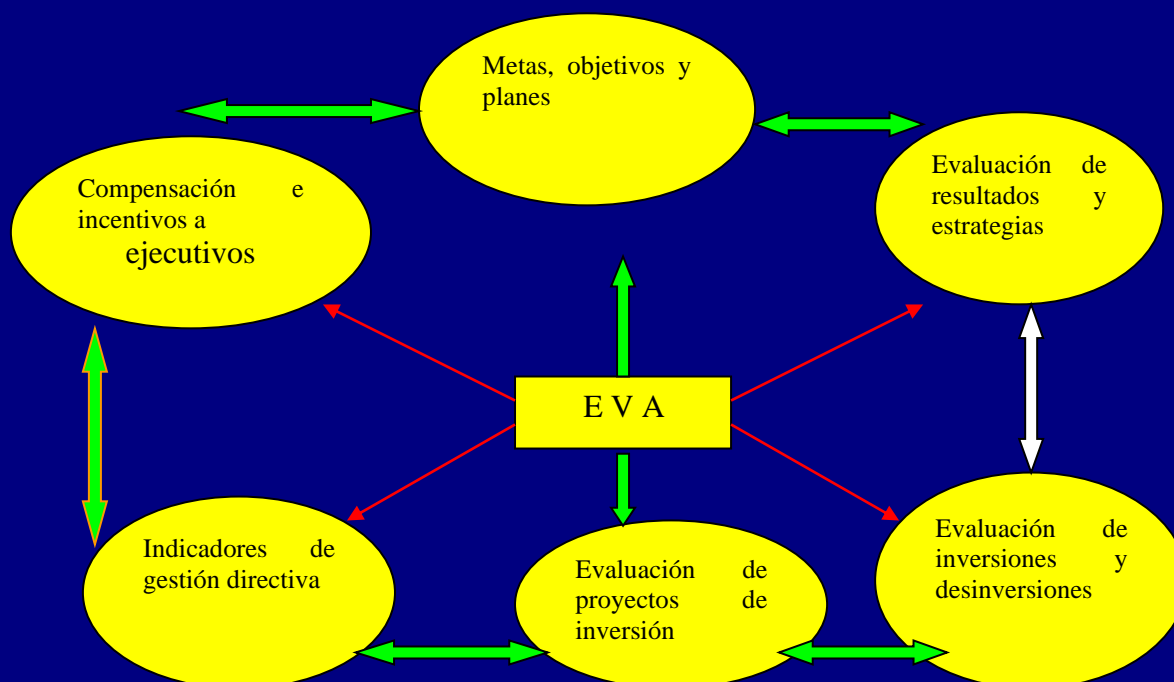 Metas, objetivos y
planes
Compensación e
incentivos a
ejecutivos
Evaluación de
resultados y
estrategias
E V A
Indicadores de
gestión directiva
Evaluación de
proyectos de
inversión
Evaluación de
inversiones y
desinversiones